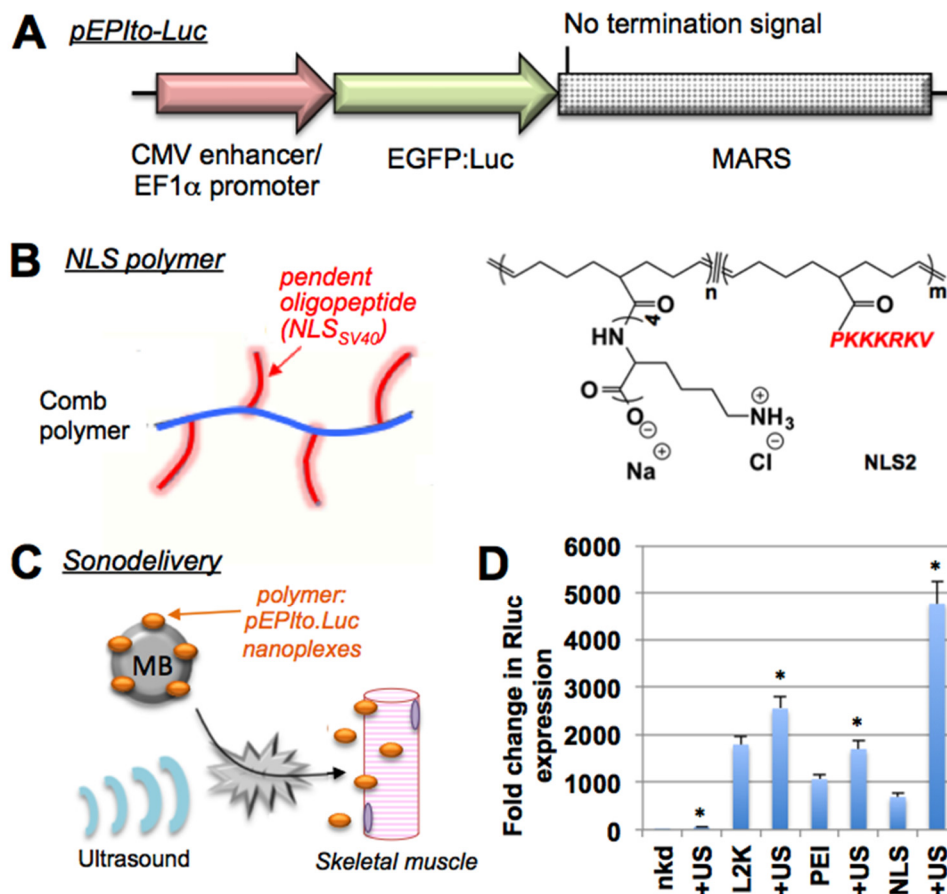 A pEPIto-Luc
No termination signal
CMV enhancer/
EF1α promoter
EGFP:Luc
MARS
B NLS polymer
pendent
oligopeptide
(NLSSV40)
Comb
polymer
n
m
O
O
4
HN
PKKKRKV
O
O
⊖
⊕
NH3
⊖
Na
⊕
Cl
NLS2
C Sonodelivery
polymer:
pEPIto.Luc
nanoplexes
MB
Ultrasound
Skeletal muscle
D
Fold change in Rluc
expression
6000
5000
4000
3000
2000
1000
0
*
*
*
*
nkd
+US
L2K
+US
PEI
+US
NLS
+US